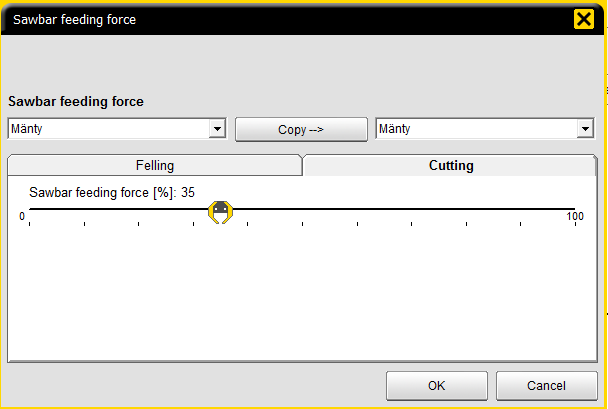 Sawbar feeding force
Sawbar feeding force
Mänty
Copy -->
Mänty
Felling
Cutting
Sawbar feeding force [%]: 35
0
100
OK
Cancel